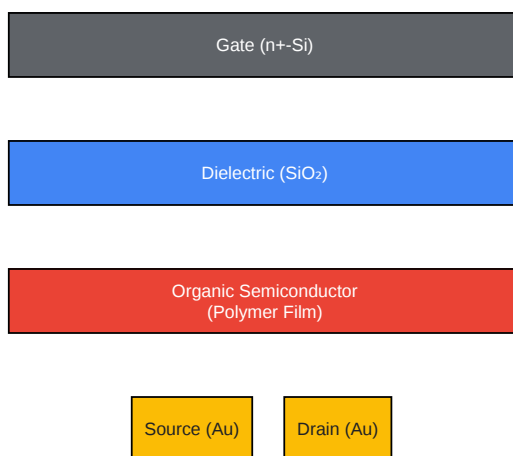 Gate (n+-Si)
Dielectric (SiO₂)
Organic Semiconductor
(Polymer Film)
Source (Au)
Drain (Au)